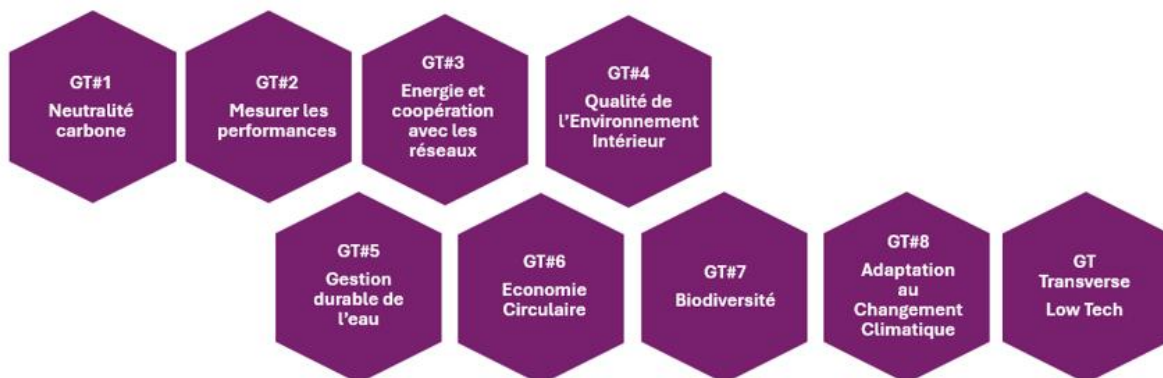 GT#1
Neutralité
carbone
GT#2
Mesurer les
performances
GT#3
Energie et
coopération
avec les
réseaux
GT#4
Qualité de
l'Environnement
Intérieur
GT#5
Gestion
durable de
l'eau
GT#6
Economie
Circulaire
GT#7
Biodiversité
GT#8
Adaptation
au
Changement
Climatique
GT
Transverse
Low Tech